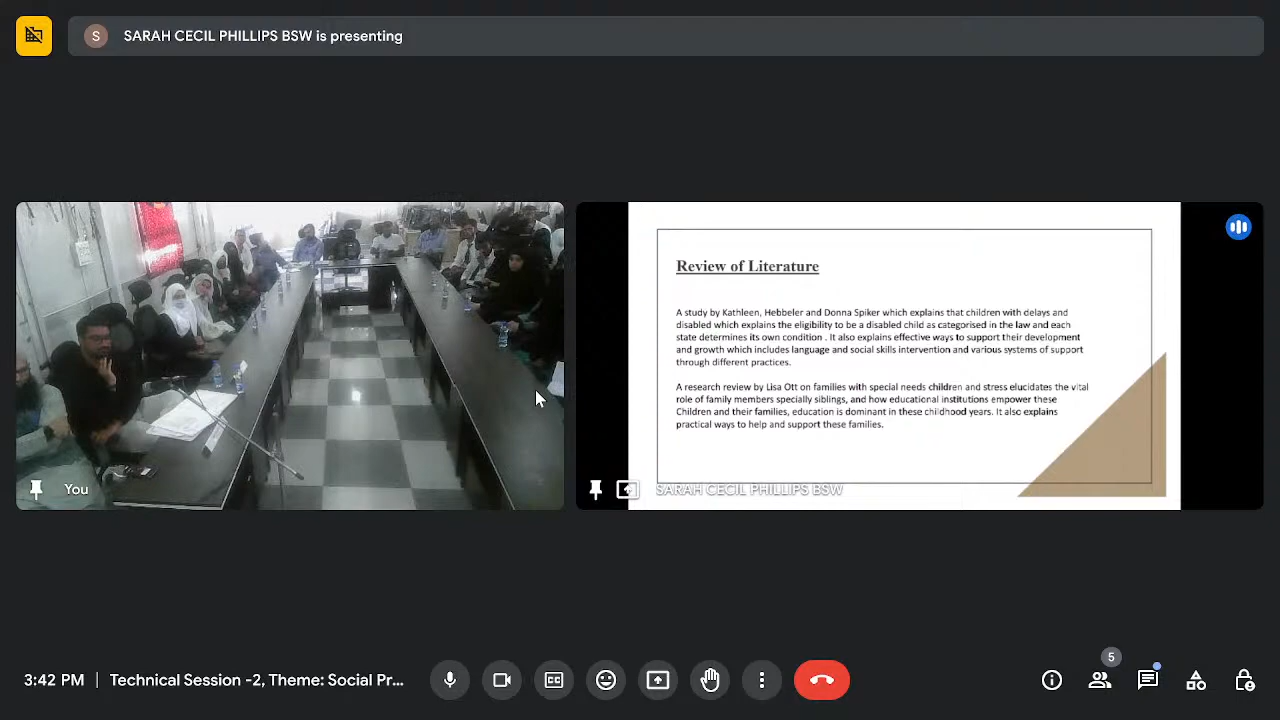 S
SARAH CECIL PHILLIPS BSW is presenting
Review of Literature
A study by Kathleen, Hebbeler and Donna Spiker which explains that children with delays and
disabled which explains the eligibility to be a disabled child as categorised in the law and each
state determines its own condition . It also explains effective ways to support their development
and growth which includes language and social skills intervention and various systems of support
through different practices.
A research review by Lisa Ott on families with special needs children and stress elucidates the vital
role of family members specially siblings, and how educational institutions empower these
Children and their families, education is dominant in these childhood years. It also explains
practical ways to help and support these families.
You
SARAH CECIL PHILLIPS BSW
5
3:42 PM | Technical Session -2, Theme: Social Pr...